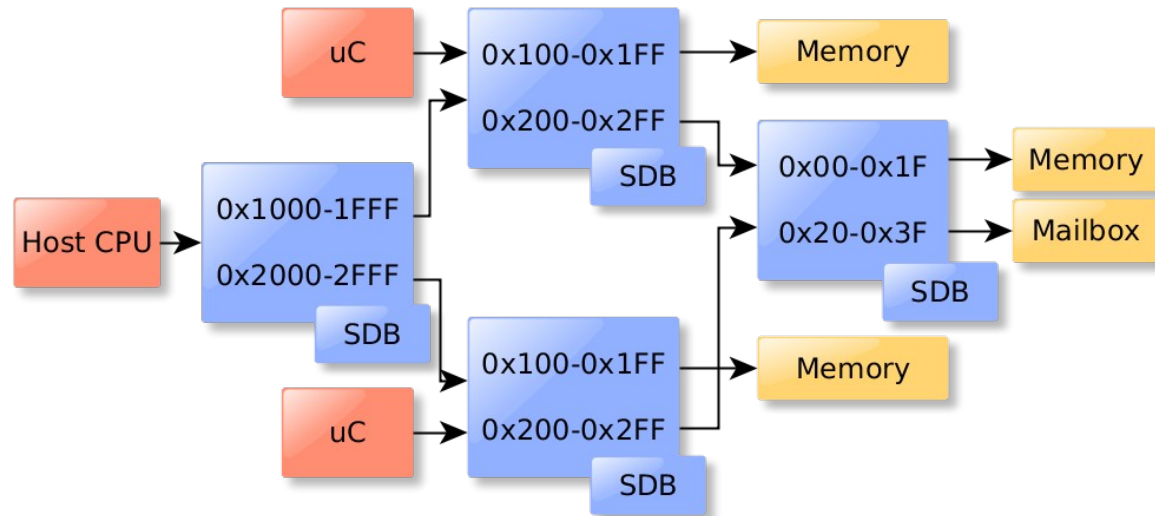 uC
0x100-0x1FF
0x200-0x2FF
SDB
Memory
Host CPU
0x1000-1FFF
0x2000-2FFF
SDB
0x00-0x1F
0x20-0x3F
SDB
Memory
Mailbox
uC
0x100-0x1FF
0x200-0x2FF
SDB
Memory